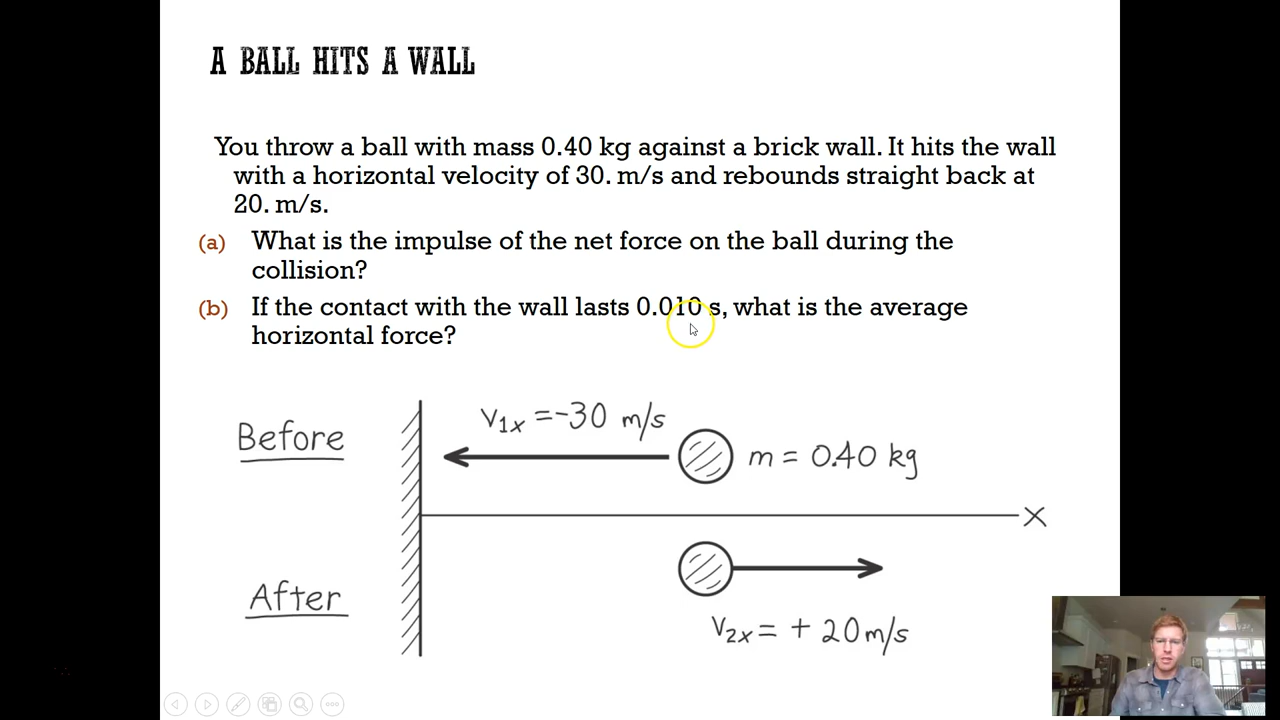 A BALL HITS A WALL
You throw a ball with mass 0.40 kg against a brick wall. It hits the wall
with a horizontal velocity of 30. m/s and rebounds straight back at
20. m/s.
(a) What is the impulse of the net force on the ball during the
collision?
(b) If the contact with the wall lasts 0.010 s, what is the average
horizontal force?
Before
V1x = -30 m/s
m = 0.40 kg
X
After
V2x = + 20 m/s